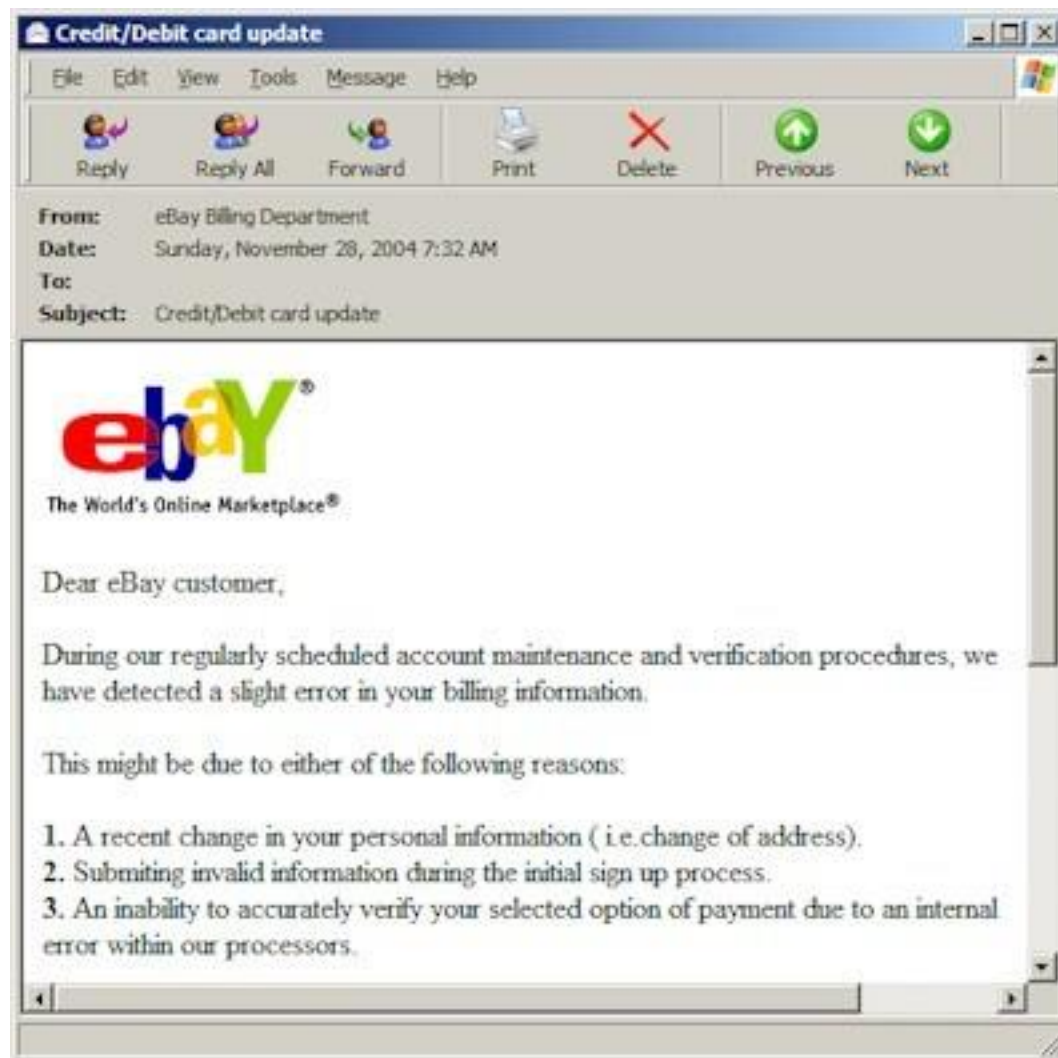 Credit/Debit card update
File Edit View Tools Message Help
Reply Reply All Forward Print Delete Previous Next
From: eBay Billing Department
Date: Sunday, November 28, 2004 7:32 AM
To:
Subject: Credit/Debit card update
ebaY®
The World's Online Marketplace®
Dear eBay customer,
During our regularly scheduled account maintenance and verification procedures, we
have detected a slight error in your billing information.
This might be due to either of the following reasons:
1. A recent change in your personal information ( i.e.change of address).
2. Submiting invalid information during the initial sign up process.
3. An inability to accurately verify your selected option of payment due to an internal
error within our processors.